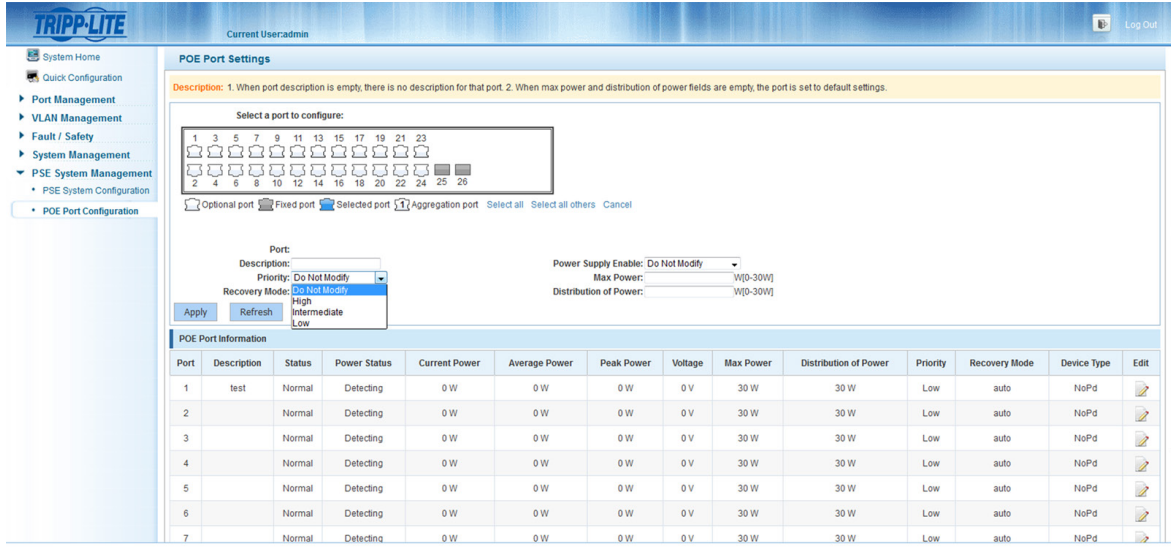 TRIPP·LITE
Current User:admin
Log Out
System Home
Quick Configuration
Port Management
VLAN Management
Fault / Safety
System Management
PSE System Management
PSE System Configuration
POE Port Configuration
POE Port Settings
Description: 1. When port description is empty, there is no description for that port. 2. When max power and distribution of power fields are empty, the port is set to default settings.
Select a port to configure:
1 3 5 7 9 11 13 15 17 19 21 23
2 4 6 8 10 12 14 16 18 20 22 24 25 26
Optional port Fixed port Selected port 1 Aggregation port Select all Select all others Cancel
Port:
Description: Power Supply Enable: Do Not Modify
Priority: Do Not Modify Max Power: W[0-30W]
Recovery Mode: Do Not Modify Distribution of Power: W[0-30W]
High
Intermediate
Low
Apply Refresh
POE Port Information
Port Description Status Power Status Current Power Average Power Peak Power Voltage Max Power Distribution of Power Priority Recovery Mode Device Type Edit
1 test Normal Detecting 0 W 0 W 0 W 0 V 30 W 30 W Low auto NoPd
2 Normal Detecting 0 W 0 W 0 W 0 V 30 W 30 W Low auto NoPd
3 Normal Detecting 0 W 0 W 0 W 0 V 30 W 30 W Low auto NoPd
4 Normal Detecting 0 W 0 W 0 W 0 V 30 W 30 W Low auto NoPd
5 Normal Detecting 0 W 0 W 0 W 0 V 30 W 30 W Low auto NoPd
6 Normal Detecting 0 W 0 W 0 W 0 V 30 W 30 W Low auto NoPd
7 Normal Detecting 0 W 0 W 0 W 0 V 30 W 30 W Low auto NoPd